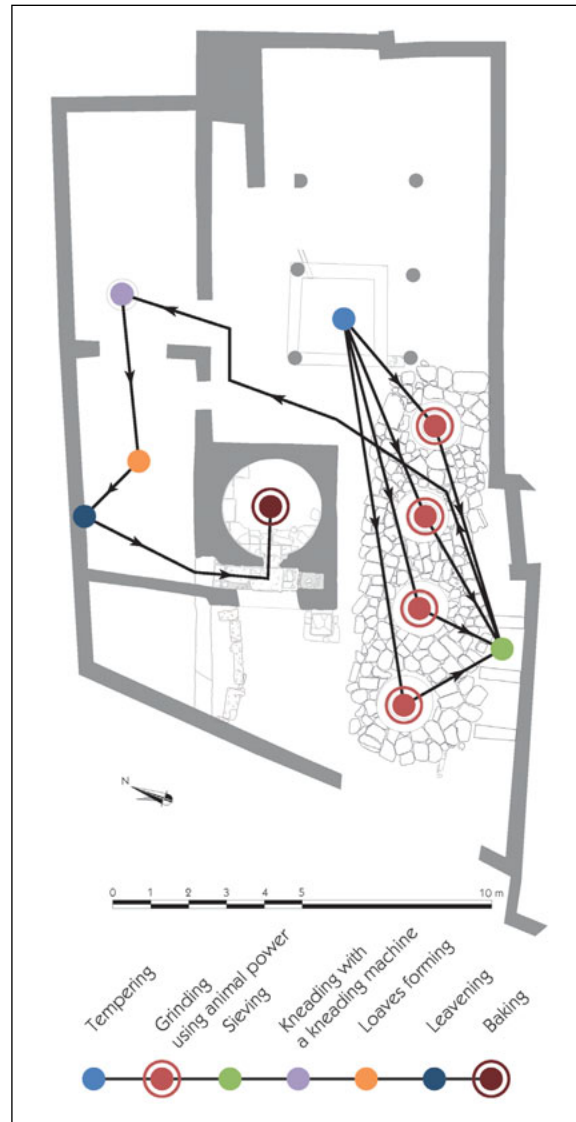 N
0 1 2 3 4 5 10 m
Tempering
Grinding
using animal power
Sieving
Kneading with
a kneading machine
Loaves forming
Leavening
Baking